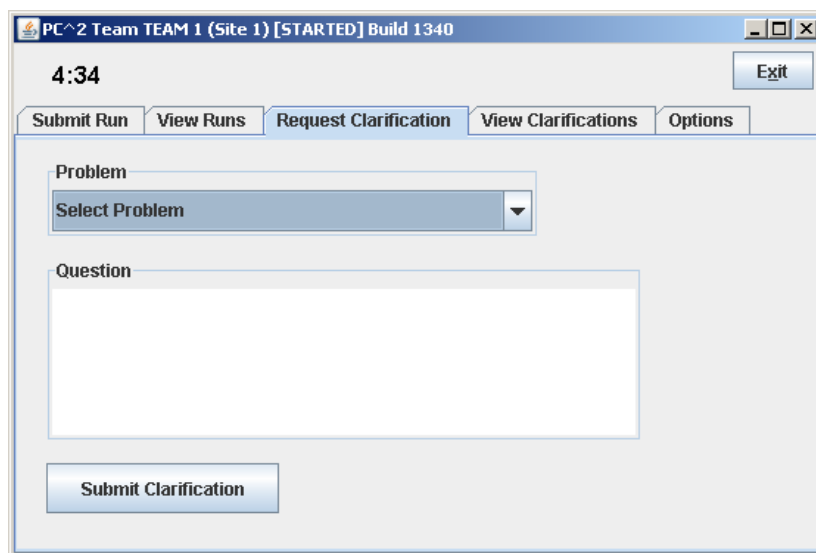 PC^2 Team TEAM 1 (Site 1) [STARTED] Build 1340
4:34
Exit
Submit Run View Runs Request Clarification View Clarifications Options
Problem
Select Problem
Question
Submit Clarification